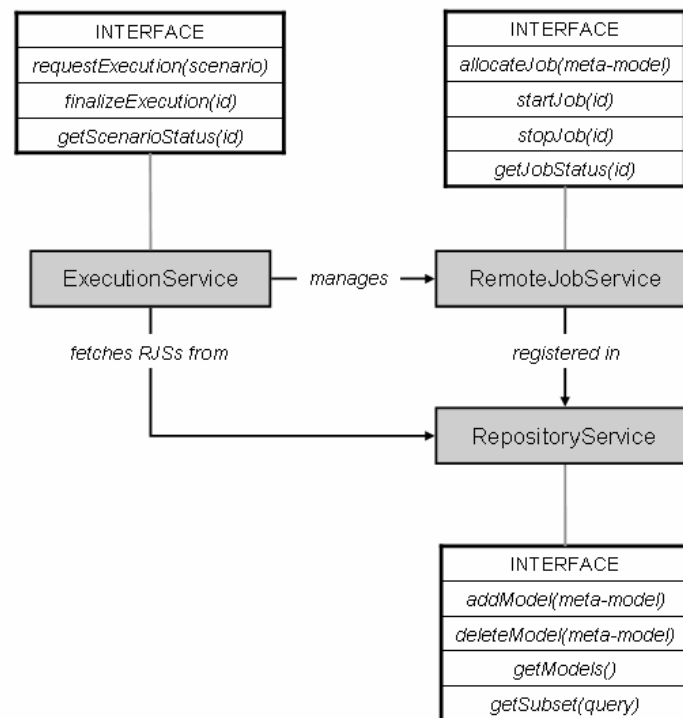 INTERFACE
requestExecution(scenario)
finalizeExecution(id)
getScenarioStatus(id)
INTERFACE
allocateJob(meta-model)
startJob(id)
stopJob(id)
getJobStatus(id)
ExecutionService
manages
RemoteJobService
fetches RJSs from
registered in
RepositoryService
INTERFACE
addModel(meta-model)
deleteModel(meta-model)
getModels()
getSubset(query)